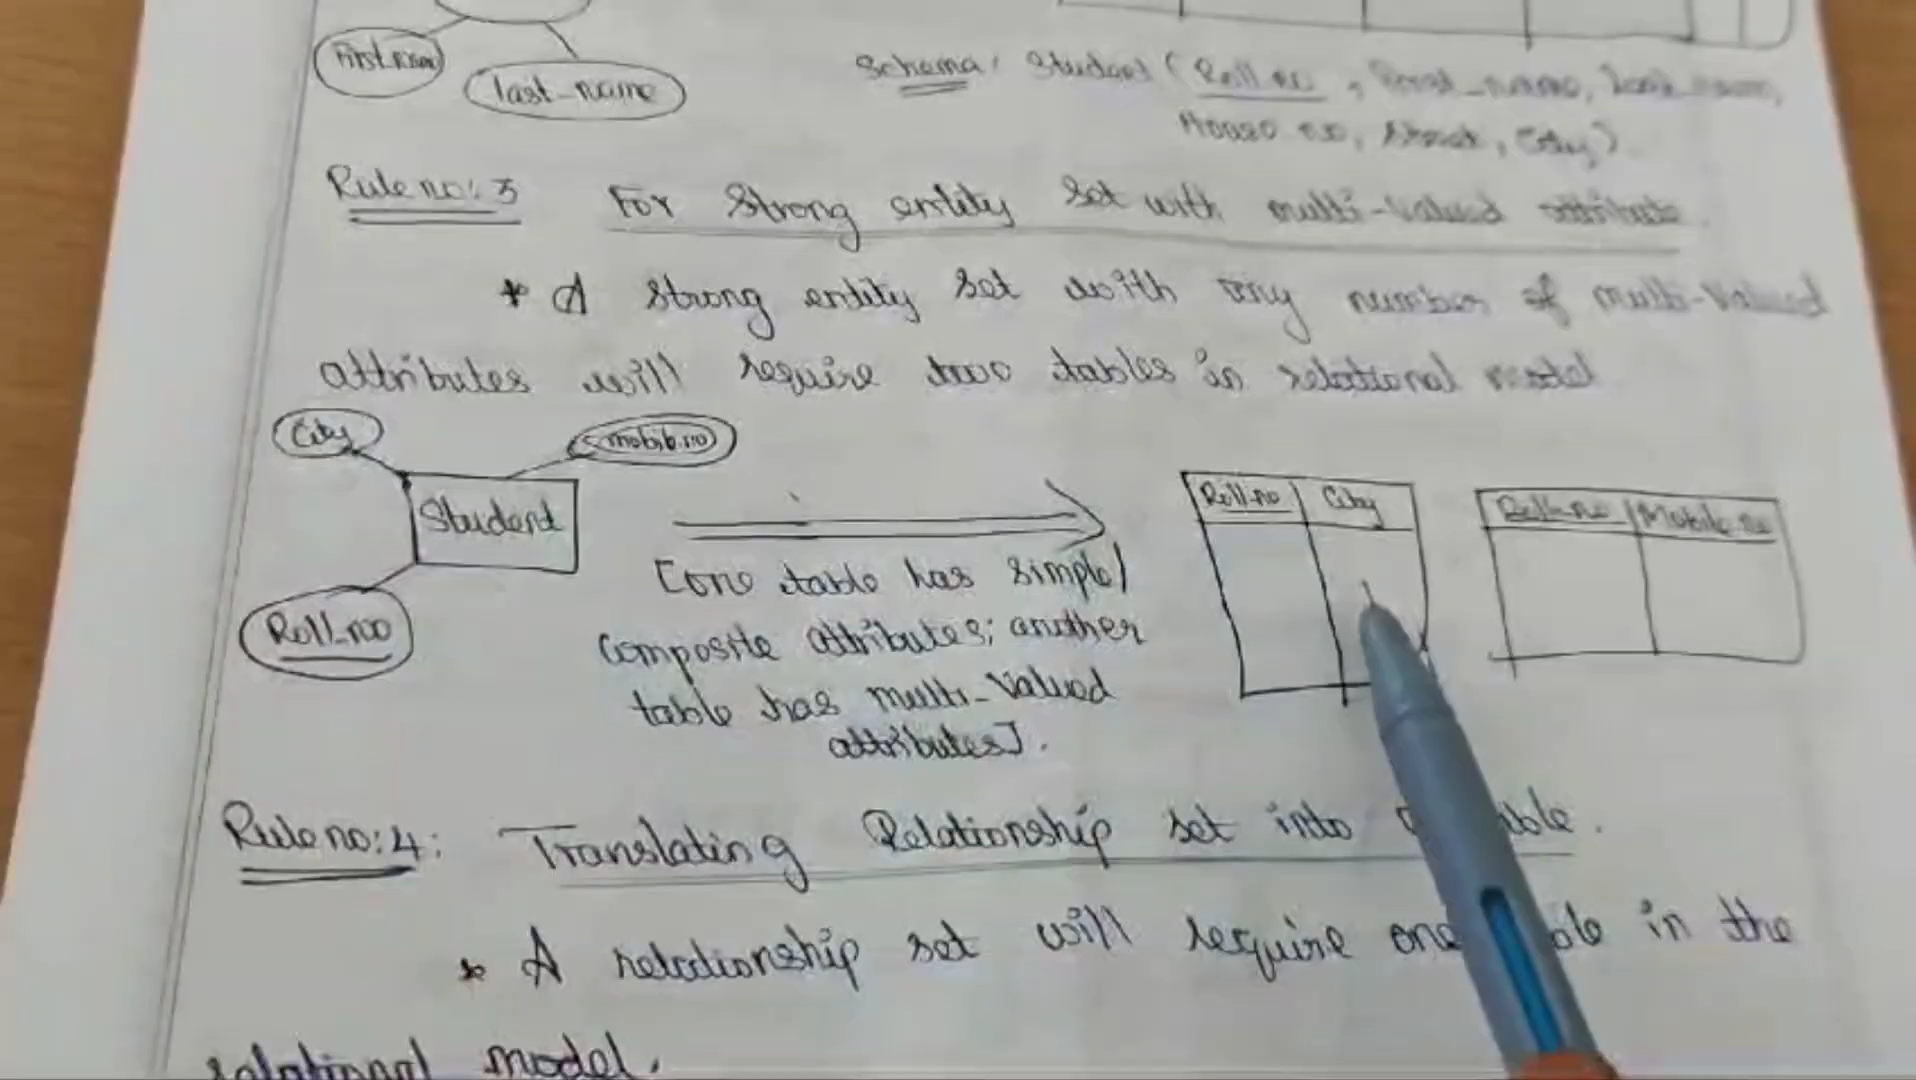 First_name
last_name
Schema: Student (Roll.no, first_name, last_name,
House no, street, City)
Rule no: 3 For Strong entity set with multi-valued attribute.
* A strong entity set with any number of multi-valued
attributes will require two tables in relational model
City
mobile.no
Student
Roll_no
[one table has simple/
composite attributes; another
table has multi-valued
attributes].
Roll.no City
Roll.no Mobile.no
Rule no: 4: Translating Relationship set into
* A relationship set will require one in the
relational model.